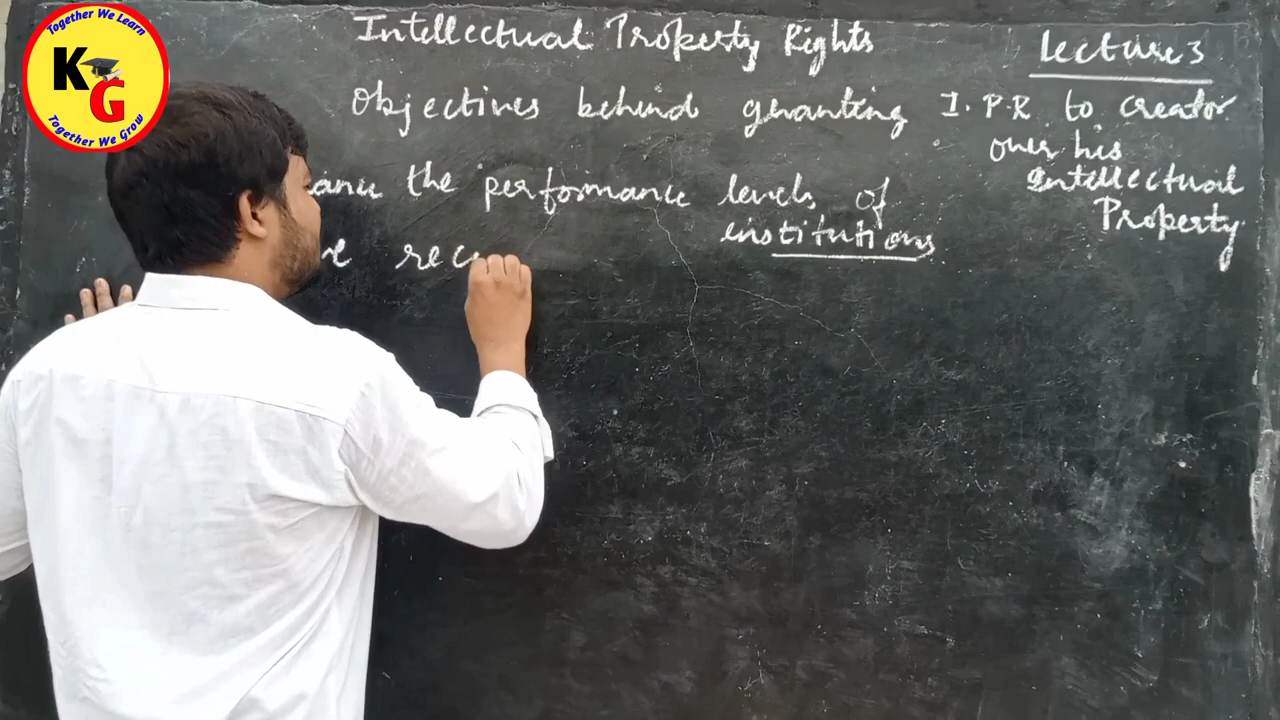 Together We Learn
KG
Together We Grow
Intellectual Property Rights
Lecture 3
Objectives behind granting I.P.R to creator
over his
Intellectual
Property
the performance levels of
institutions